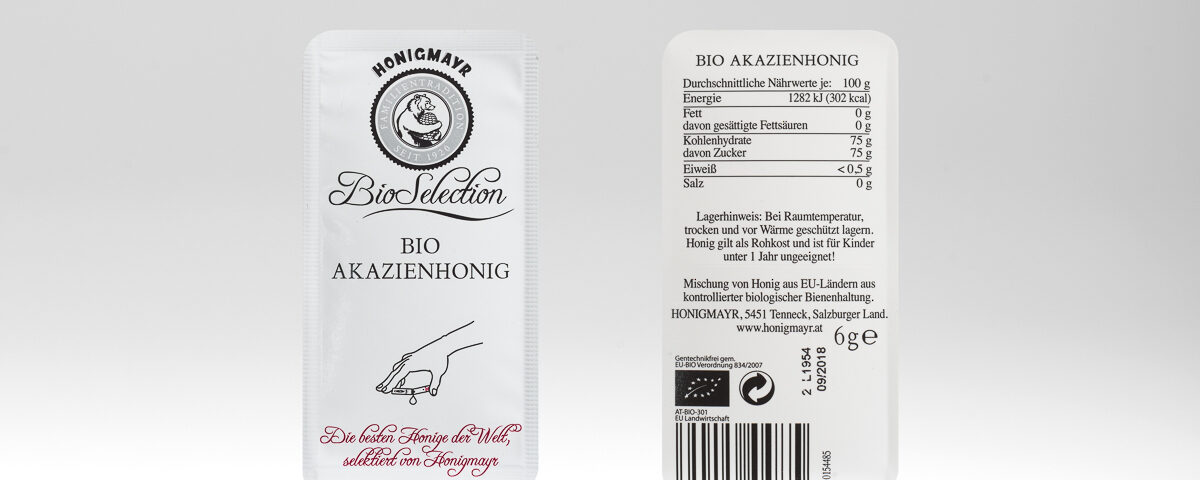 HONIGMAYR
FAMILIENTRADITION
SEIT 1920
BioSelection
BIO
AKAZIENHONIG
Die besten Honige der Welt,
selektiert von Honigmayr
BIO AKAZIENHONIG
Durchschnittliche Nährwerte je: 100 g
Energie 1282 kJ (302 kcal)
Fett 0 g
davon gesättigte Fettsäuren 0 g
Kohlenhydrate 75 g
davon Zucker 75 g
Eiweiß < 0,5 g
Salz 0 g
Lagerhinweis: Bei Raumtemperatur,
trocken und vor Wärme geschützt lagern.
Honig gilt als Rohkost und ist für Kinder
unter 1 Jahr ungeeignet!
Mischung von Honig aus EU-Ländern aus
kontrollierter biologischer Bienenhaltung.
HONIGMAYR, 5451 Tenneck, Salzburger Land.
www.honigmayr.at
6g℮
Gentechnikfrei gem.
EU-BIO Verordnung 834/2007
2 L1954
09/2018
AT-BIO-301
EU Landwirtschaft
0154485